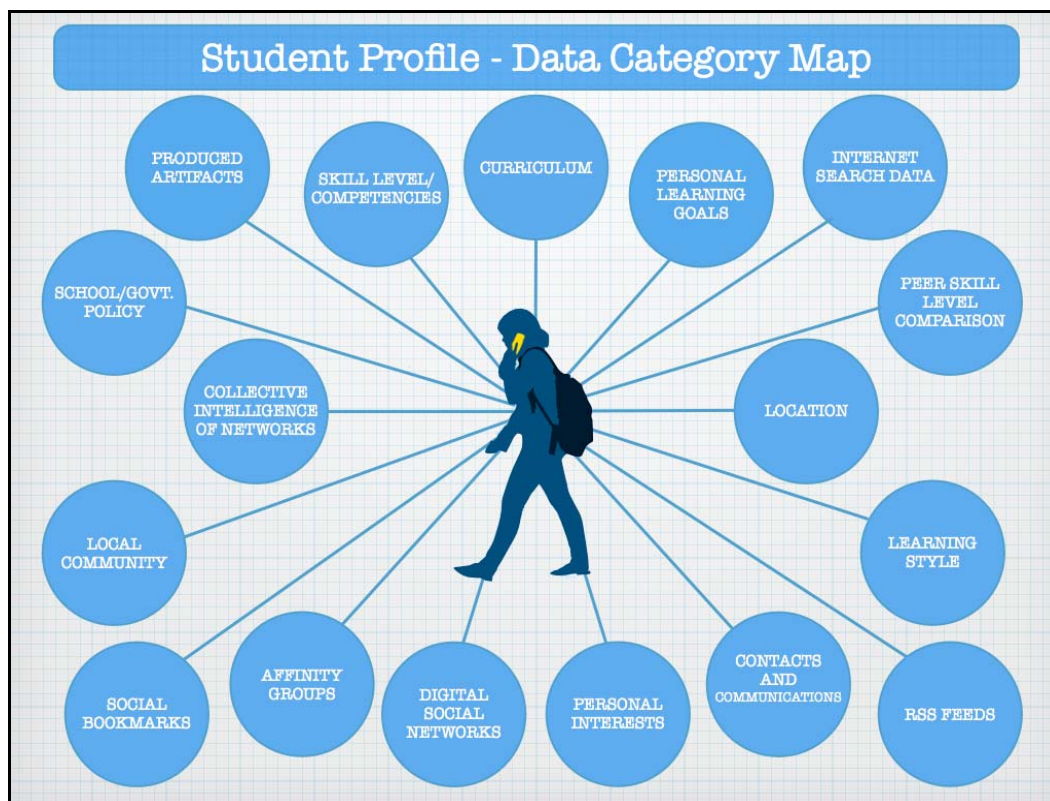 Student Profile - Data Category Map
PRODUCED
ARTIFACTS
SKILL LEVEL/
COMPETENCIES
CURRICULUM
PERSONAL
LEARNING
GOALS
INTERNET
SEARCH DATA
SCHOOL/GOVT.
POLICY
PEER SKILL
LEVEL
COMPARISON
COLLECTIVE
INTELLIGENCE
OF NETWORKS
LOCATION
LOCAL
COMMUNITY
LEARNING
STYLE
SOCIAL
BOOKMARKS
AFFINITY
GROUPS
DIGITAL
SOCIAL
NETWORKS
PERSONAL
INTERESTS
CONTACTS
AND
COMMUNICATIONS
RSS FEEDS